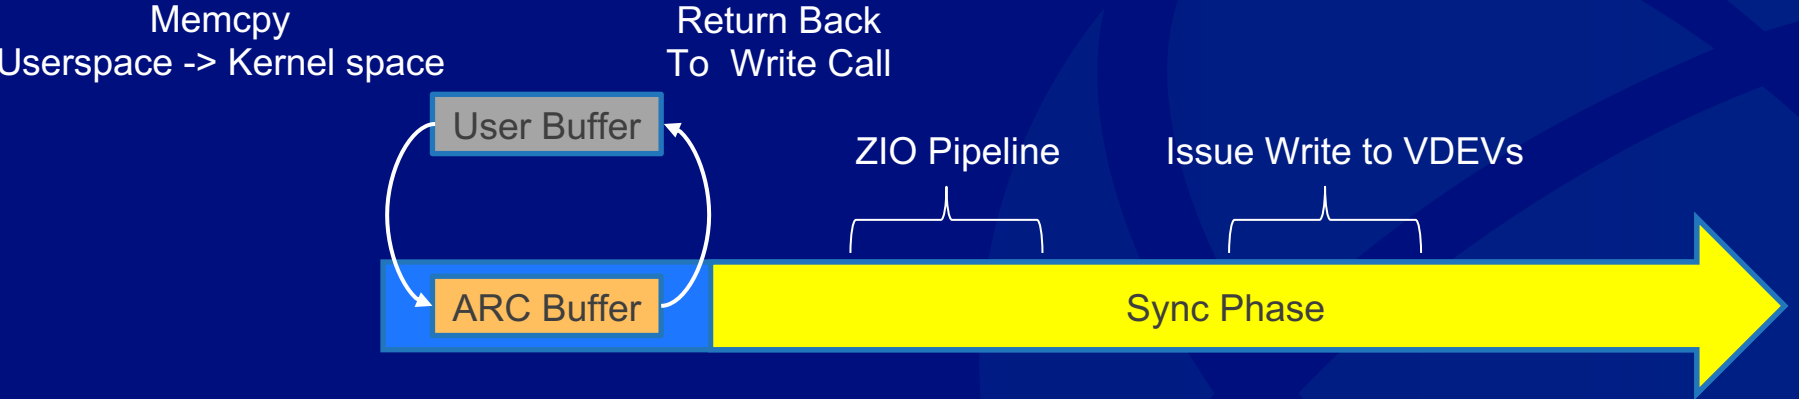 Memcpy
Userspace -> Kernel space
Return Back
To Write Call
User Buffer
ZIO Pipeline
Issue Write to VDEVs
ARC Buffer
Sync Phase